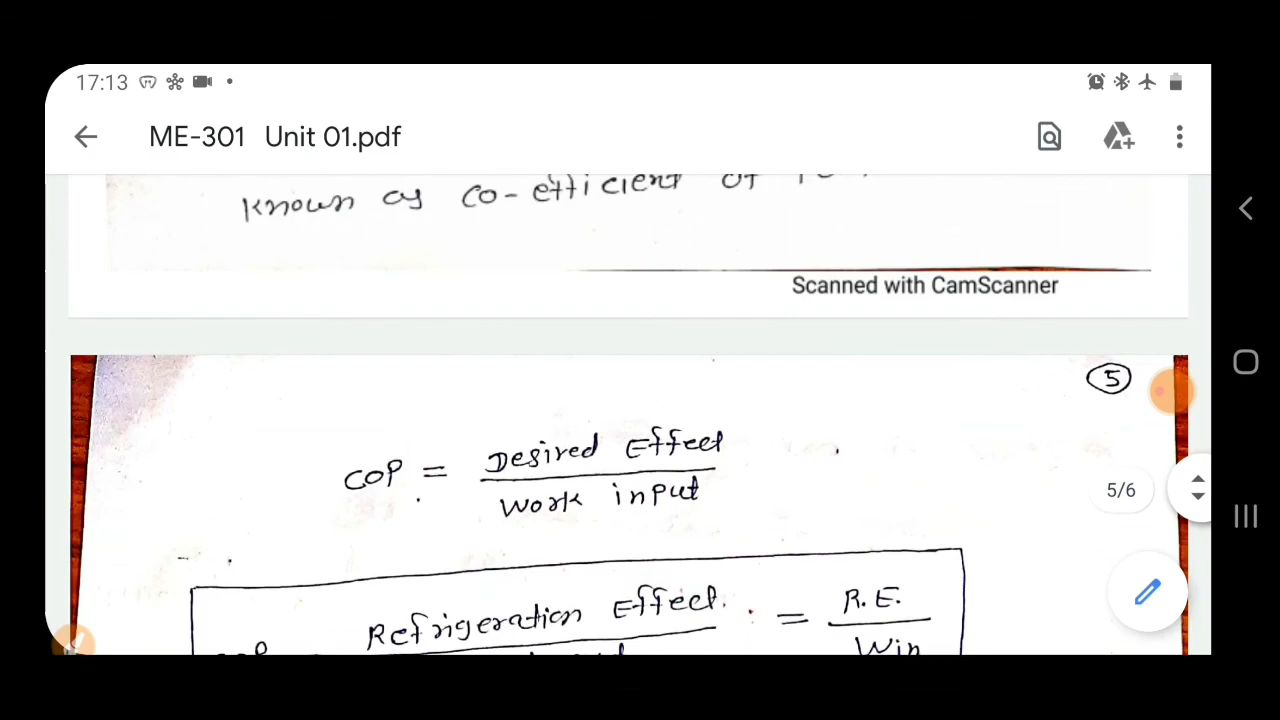 17:13
ME-301 Unit 01.pdf
Known as co-efficient of
Scanned with CamScanner
5
COP = Desired Effect
Work input
5/6
Refrigeration Effect = R.E.
Win